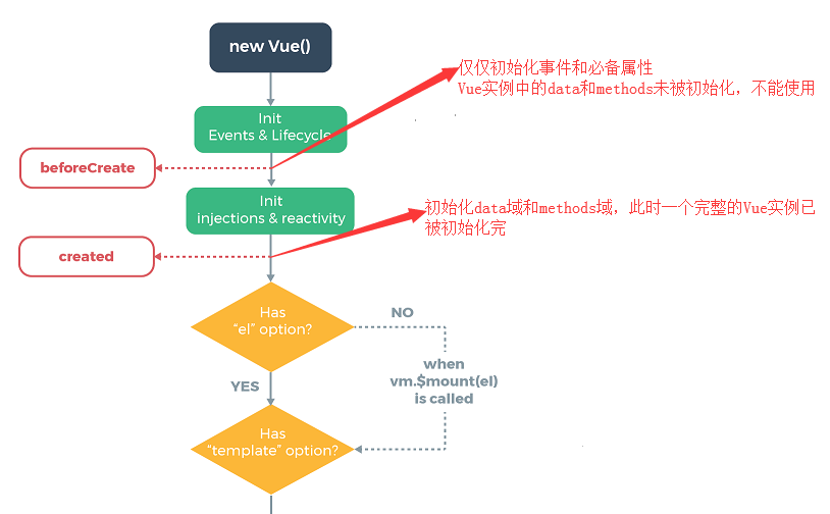 new Vue()
仅仅初始化事件和必备属性
Vue实例中的data和methods未被初始化，不能使用
Init
Events & Lifecycle
beforeCreate
Init
injections & reactivity
初始化data域和methods域，此时一个完整的Vue实例已
被初始化完
created
Has
“el” option?
NO
when
vm.$mount(el)
is called
YES
Has
“template” option?